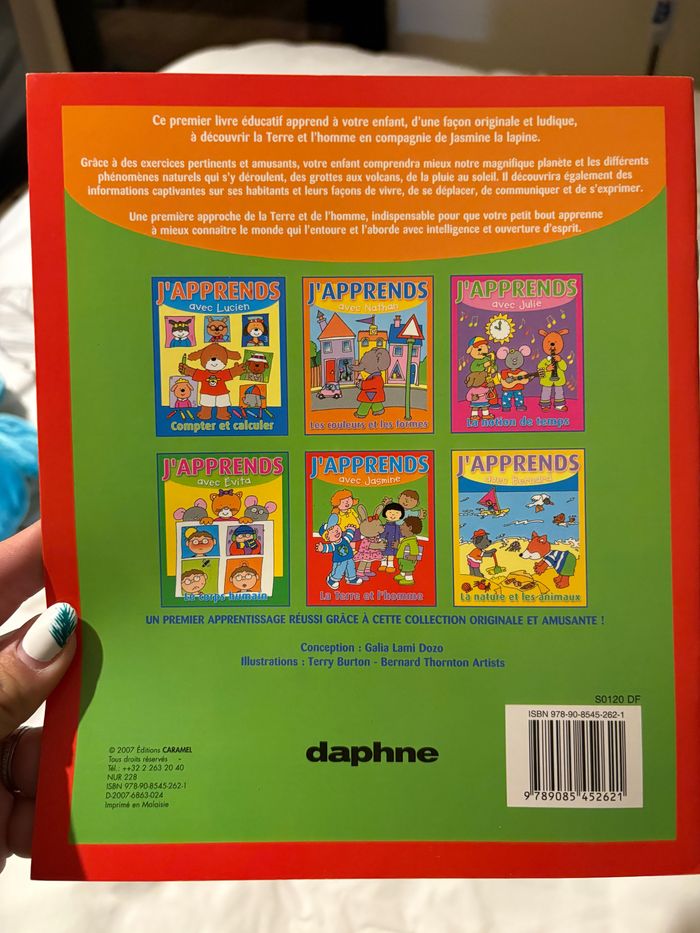 Ce premier livre éducatif apprend à votre enfant, d'une façon originale et ludique,
à découvrir la Terre et l'homme en compagnie de Jasmine la lapine.
Grâce à des exercices pertinents et amusants, votre enfant comprendra mieux notre magnifique planète et les différents
phénomènes naturels qui s'y déroulent, des grottes aux volcans, de la pluie au soleil. Il découvrira également des
informations captivantes sur ses habitants et leurs façons de vivre, de se déplacer, de communiquer et de s'exprimer.
Une première approche de la Terre et de l'homme, indispensable pour que votre petit bout apprenne
à mieux connaître le monde qui l'entoure et l'aborde avec intelligence et ouverture d'esprit.
J'APPRENDS
avec Lucien
Compter et calculer
J'APPRENDS
avec Nathan
Les couleurs et les formes
J'APPRENDS
avec Julie
La notion de temps
J'APPRENDS
avec Évita
Le corps humain
J'APPRENDS
avec Jasmine
La Terre et l'homme
J'APPRENDS
avec Bernard
La nature et les animaux
UN PREMIER APPRENTISSAGE RÉUSSI GRÂCE À CETTE COLLECTION ORIGINALE ET AMUSANTE !
Conception : Galia Lami Dozo
Illustrations : Terry Burton - Bernard Thornton Artists
S0120 DF
ISBN 978-90-8545-262-1
9 789085 452621
daphne
© 2007 Éditions CARAMEL
Tous droits réservés -
Tél.: ++32 2 263 20 40
NUR 228
ISBN 978-90-8545-262-1
D-2007-6863-024
Imprimé en Malaisie